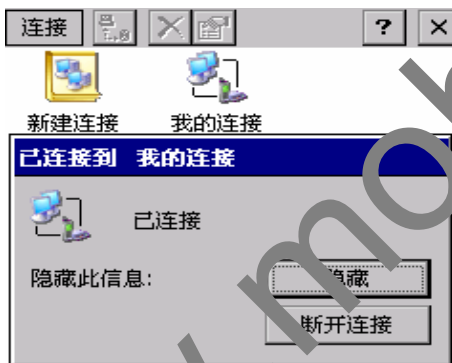 连接 ? ×
新建连接 我的连接
已连接到 我的连接
已连接
隐藏此信息: 隐藏
断开连接